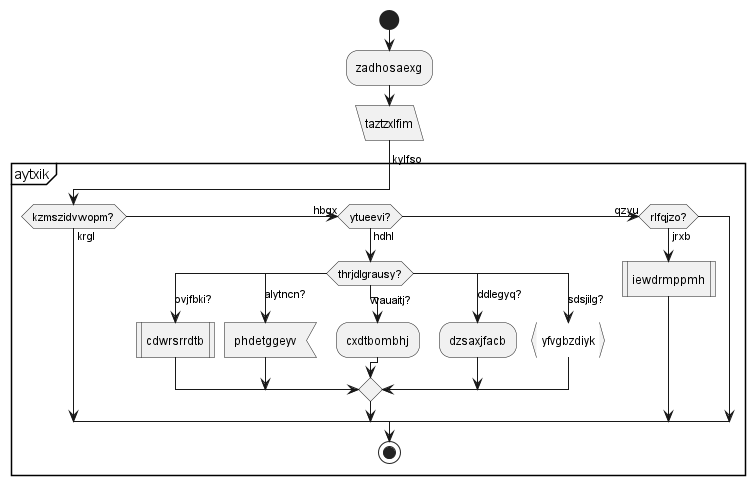 zadhosaexg
taztzxlfim
kylfso
aytxik
kzmszidvwopm?
hbgx
ytueevi?
qzyu
rlfqjzo?
krgl
hdhl
jrxb
thrjdlgrausy?
iewdrmppmh
ovjfbki?
alytncn?
wauaitj?
ddlegyq?
sdsjilg?
cdwrsrrdtb
phdetggeyv
cxdtbombhj
dzsaxjfacb
yfvgbzdiyk